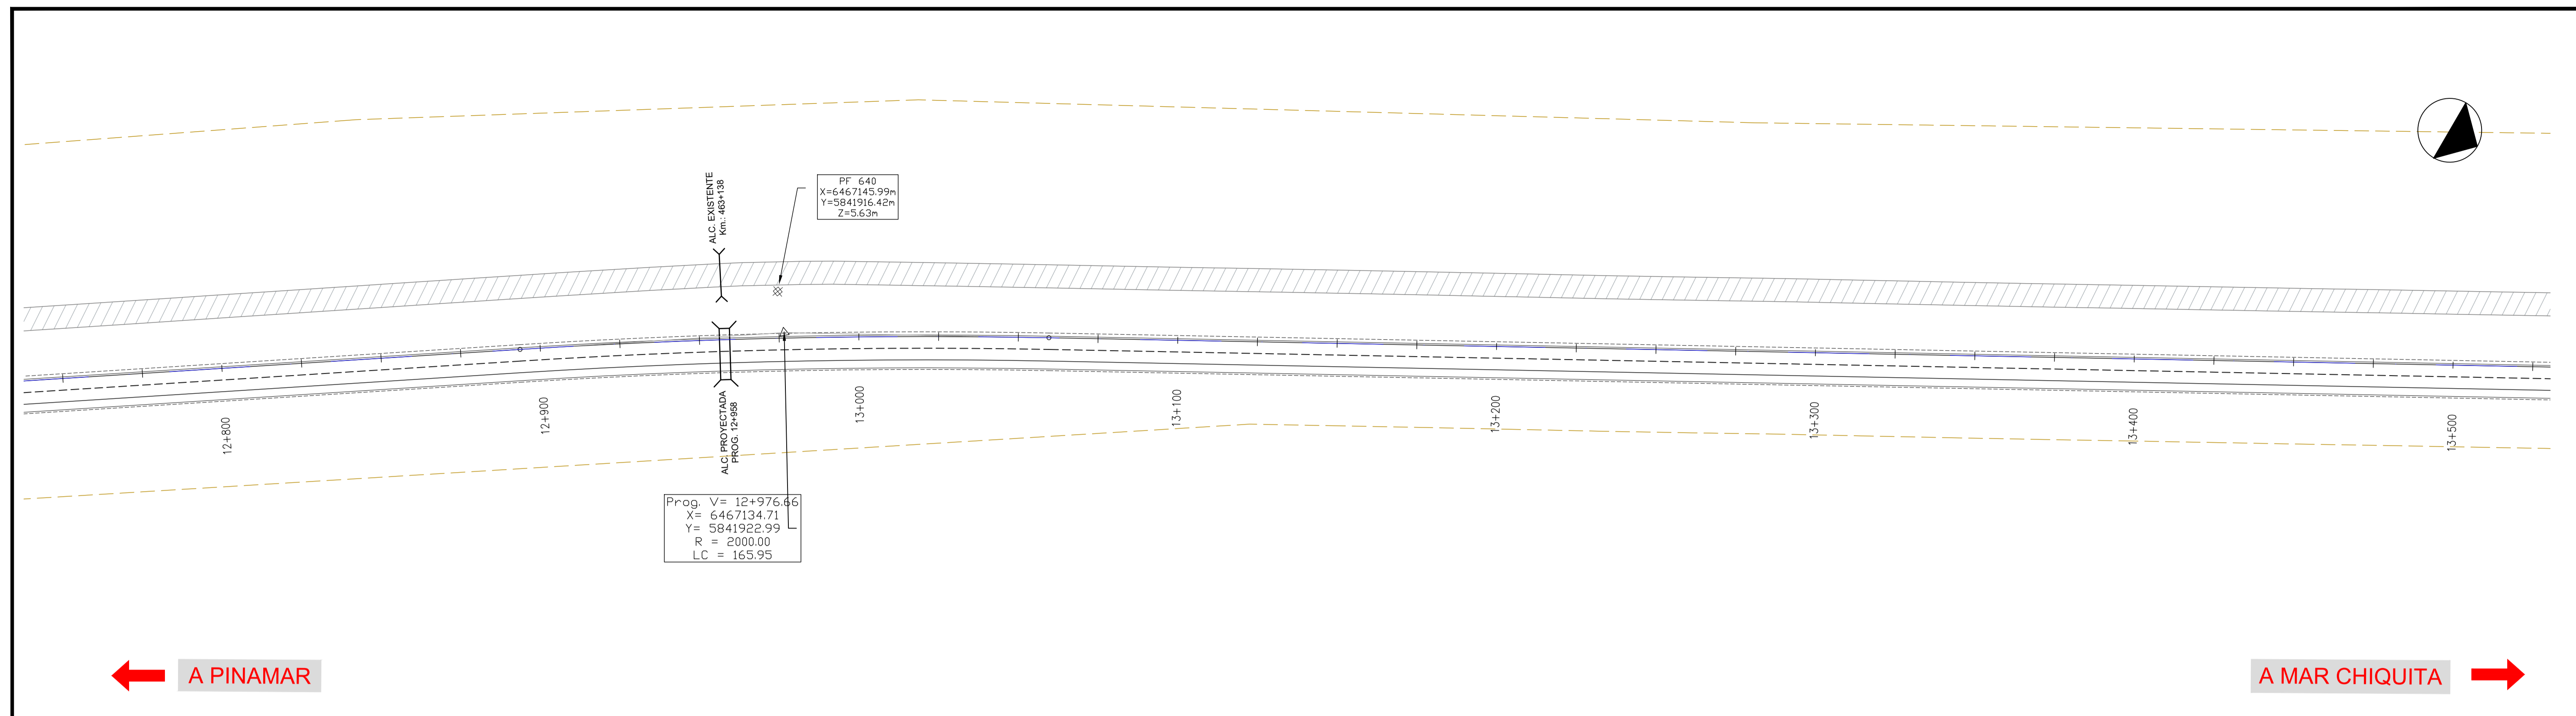 ALC. EXISTENTE
Km.: 463+138
PF 640
X=6467145.99m
Y=5841916.42m
Z=5.63m
12+800
12+900
13+000
13+100
13+200
13+300
13+400
13+500
ALC. PROYECTADA
PROG. 12+958
Prog. V= 12+976.66
X= 6467134.71
Y= 5841922.99
R = 2000.00
LC = 165.95
A PINAMAR
A MAR CHIQUITA